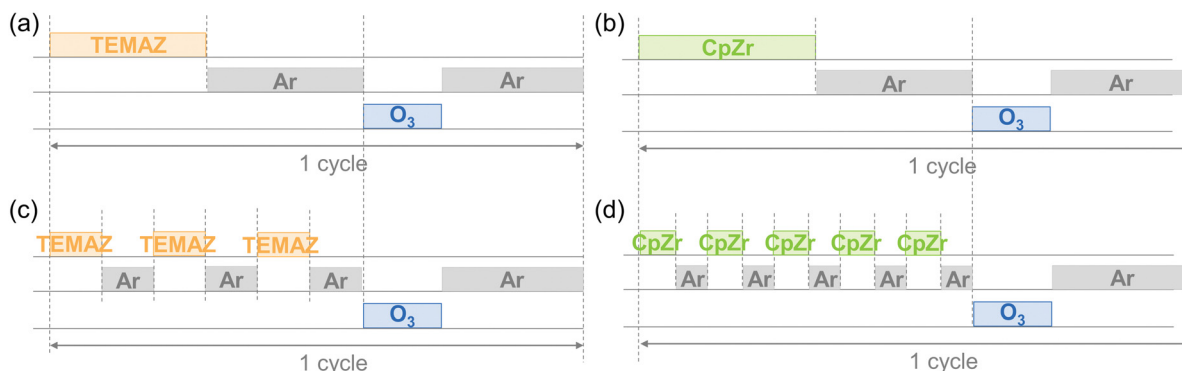 (a)
TEMAZ
Ar Ar
O₃
1 cycle
(b)
CpZr
Ar Ar
O₃
1 cycle
(c)
TEMAZ TEMAZ TEMAZ
Ar Ar Ar Ar
O₃
1 cycle
(d)
CpZr CpZr CpZr CpZr CpZr
Ar Ar Ar Ar Ar Ar
O₃
1 cycle